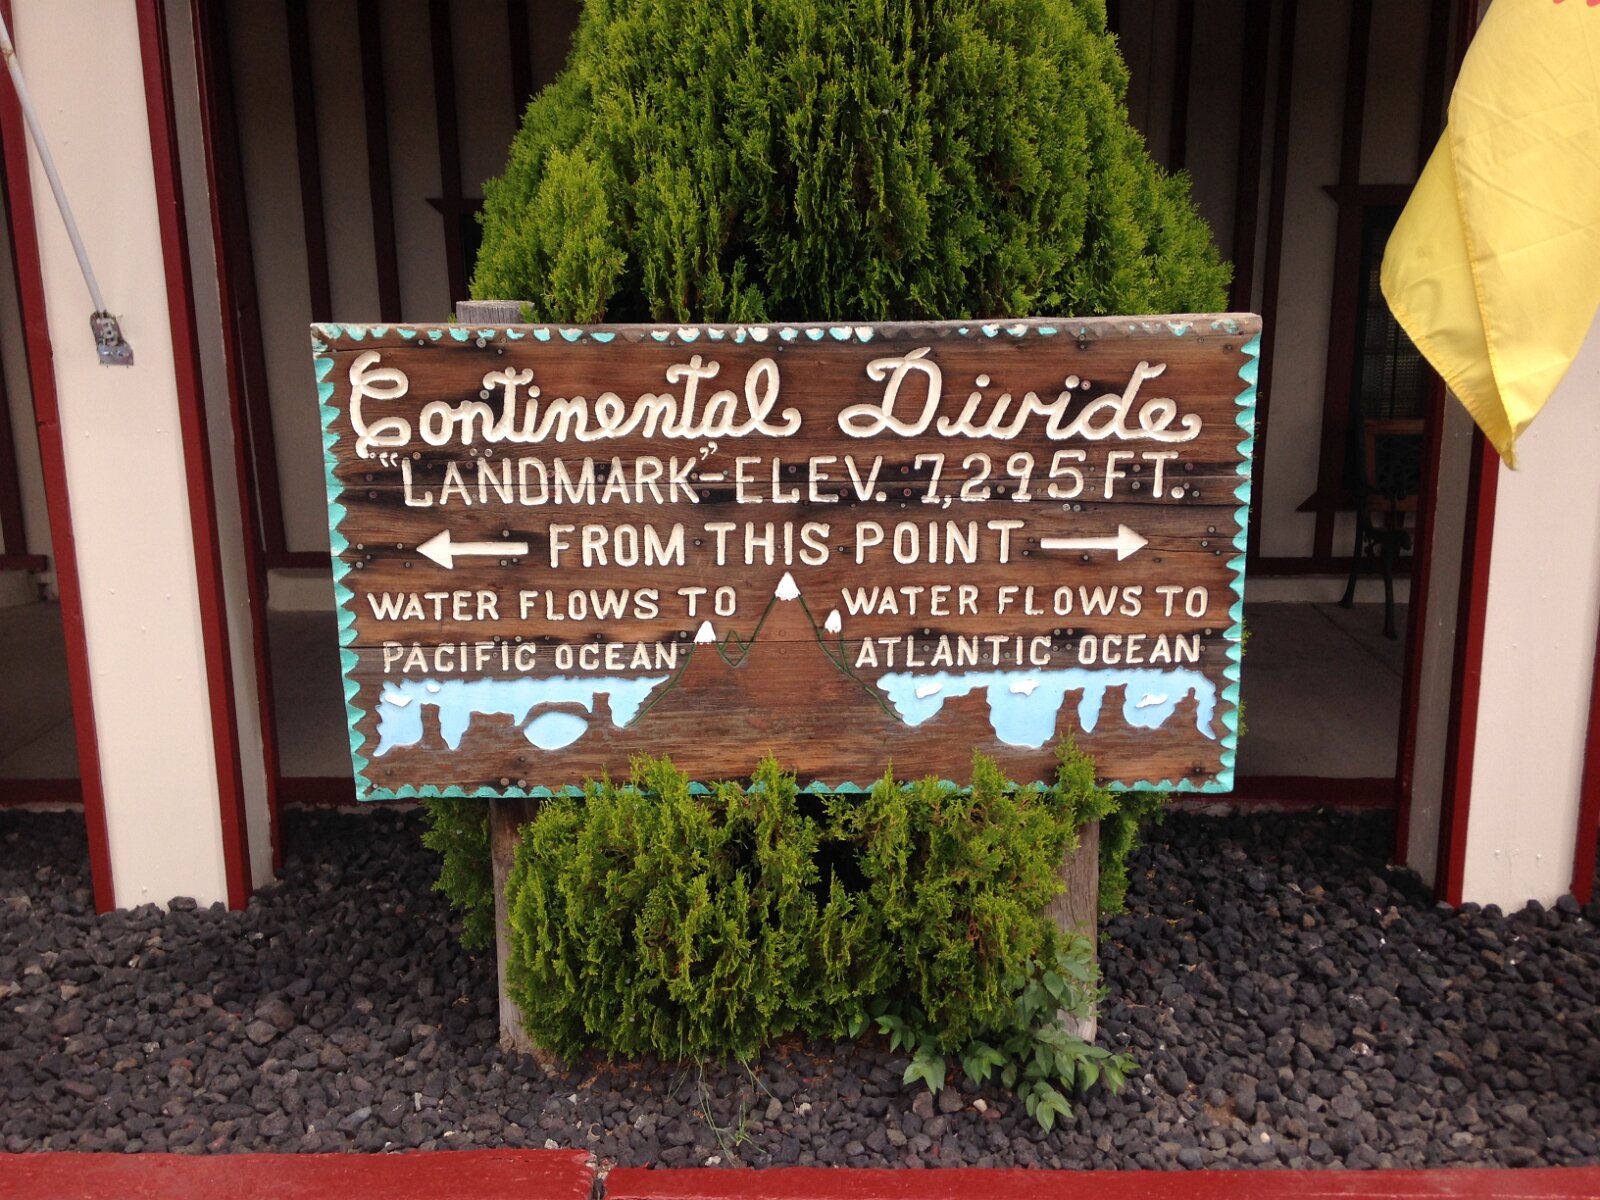 Continental Divide
"LANDMARK"-ELEV. 7,295 FT.
← FROM THIS POINT →
WATER FLOWS TO
PACIFIC OCEAN
WATER FLOWS TO
ATLANTIC OCEAN